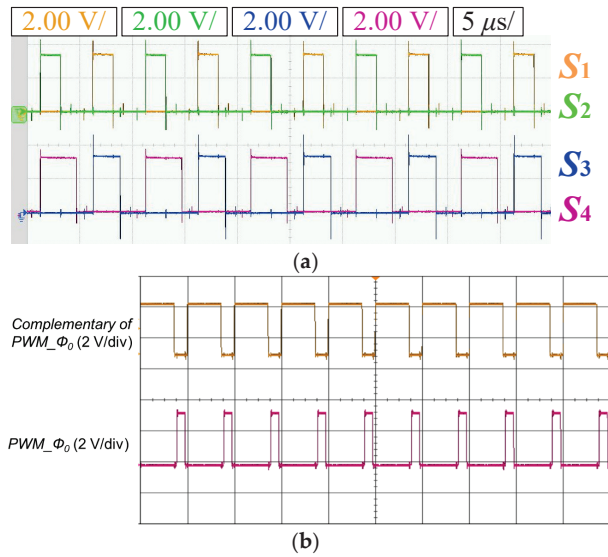 2.00 V/ 2.00 V/ 2.00 V/ 2.00 V/ 5 μs/
S1
S2
S3
S4
(a)
Complementary of
PWM_Φ0 (2 V/div)
PWM_Φ0 (2 V/div)
(b)